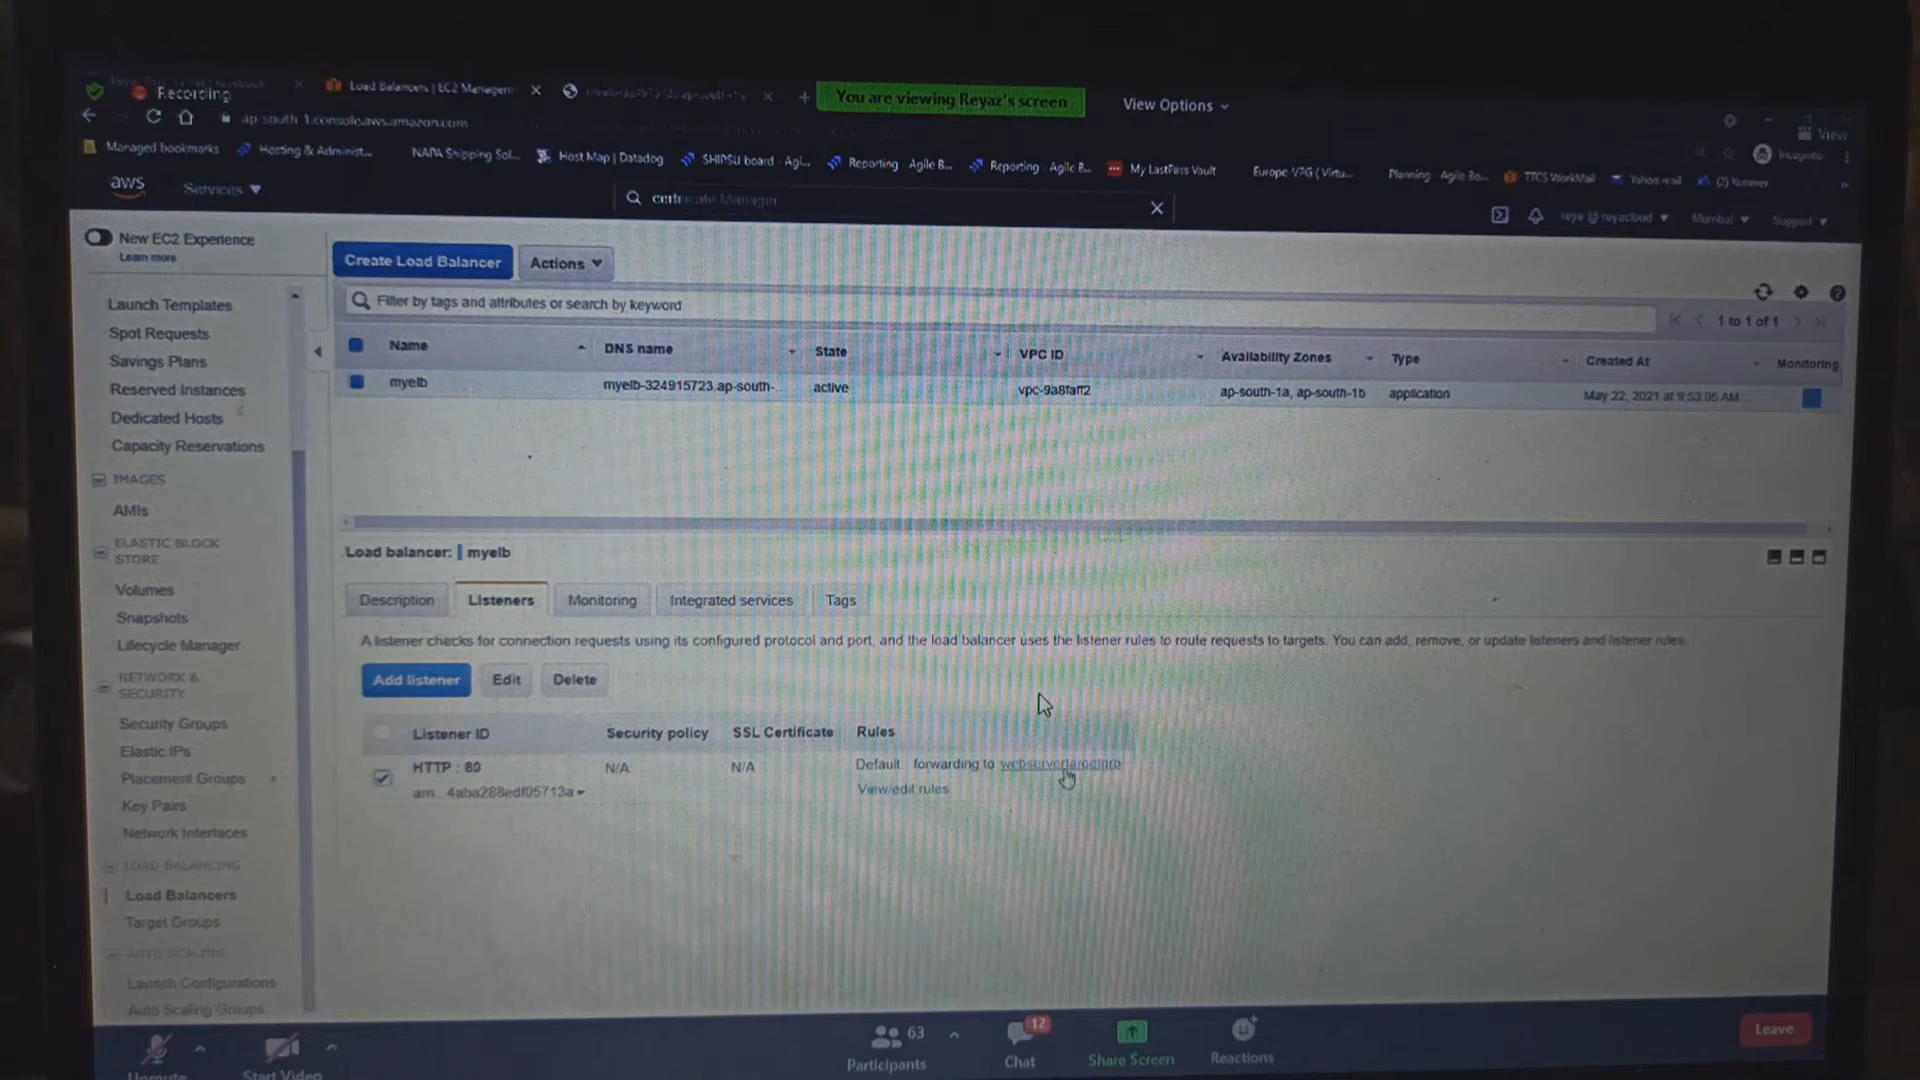 Recording
Load Balancers | EC2 Managem
You are viewing Reyaz's screen
View Options
ap-south-1.console.aws.amazon.com
View
Managed bookmarks
Hosting & Administ...
NAPA Shipping Sol...
Host Map | Datadog
SHIPSU board - Agi...
Reporting - Agile B...
Reporting - Agile B...
My LastPass Vault
Planning - Agile Bo...
TTCS WorkMail
Yahoo mail
(2) Yammer
Incognito
aws
Services
certificate Manager
reya @ reyacloud
Mumbai
Support
New EC2 Experience
Learn more
Create Load Balancer
Actions
Filter by tags and attributes or search by keyword
1 to 1 of 1
Name
DNS name
State
VPC ID
Availability Zones
Type
Created At
Monitoring
myelb
myelb-324915723.ap-south-...
active
vpc-9a8faff2
ap-south-1a, ap-south-1b
application
May 22, 2021 at 9:53:05 AM
Launch Templates
Spot Requests
Savings Plans
Reserved Instances
Dedicated Hosts
Capacity Reservations
IMAGES
AMIs
ELASTIC BLOCK
STORE
Volumes
Snapshots
Lifecycle Manager
NETWORK &
SECURITY
Security Groups
Elastic IPs
Placement Groups
Key Pairs
Network Interfaces
LOAD BALANCING
Load Balancers
Target Groups
AUTO SCALING
Launch Configurations
Auto Scaling Groups
Load balancer: myelb
Description
Listeners
Monitoring
Integrated services
Tags
A listener checks for connection requests using its configured protocol and port, and the load balancer uses the listener rules to route requests to targets. You can add, remove, or update listeners and listener rules.
Add listener
Edit
Delete
Listener ID
Security policy
SSL Certificate
Rules
HTTP : 80
N/A
N/A
Default: forwarding to webservertargetgrp
arn...4aba288edf05713a
View/edit rules
Unmute
Start Video
63
Participants
12
Chat
Share Screen
Reactions
Leave